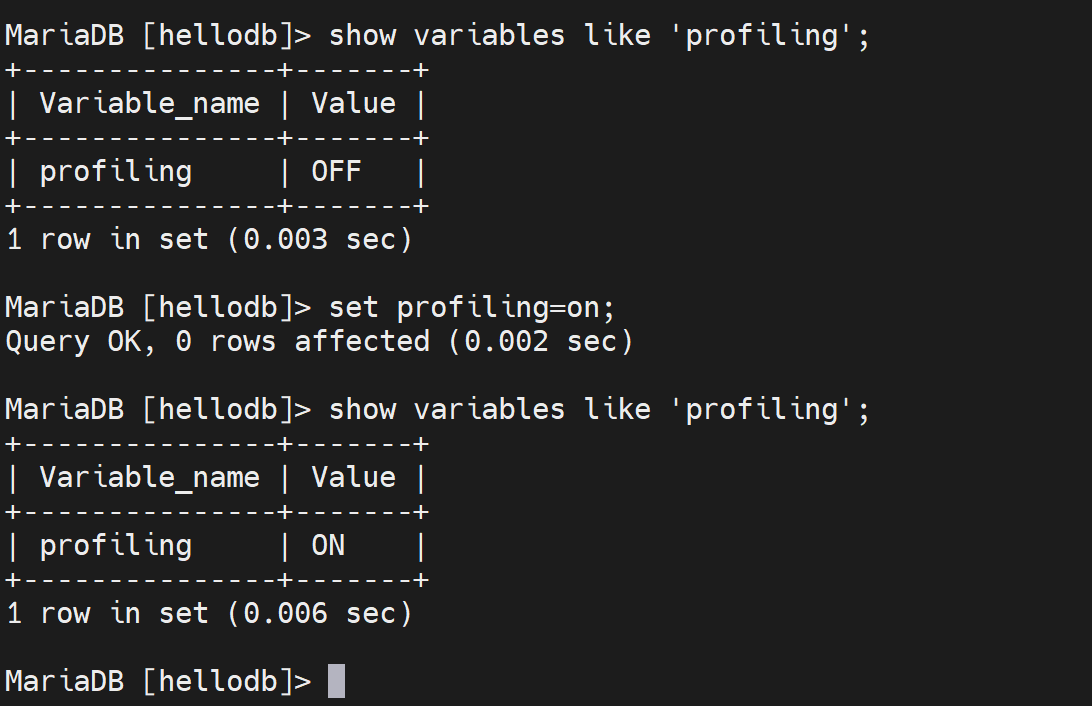 MariaDB [hellodb]> show variables like 'profiling';
+---------------+-------+
| Variable_name | Value |
+---------------+-------+
| profiling     | OFF   |
+---------------+-------+
1 row in set (0.003 sec)

MariaDB [hellodb]> set profiling=on;
Query OK, 0 rows affected (0.002 sec)

MariaDB [hellodb]> show variables like 'profiling';
+---------------+-------+
| Variable_name | Value |
+---------------+-------+
| profiling     | ON    |
+---------------+-------+
1 row in set (0.006 sec)

MariaDB [hellodb]>